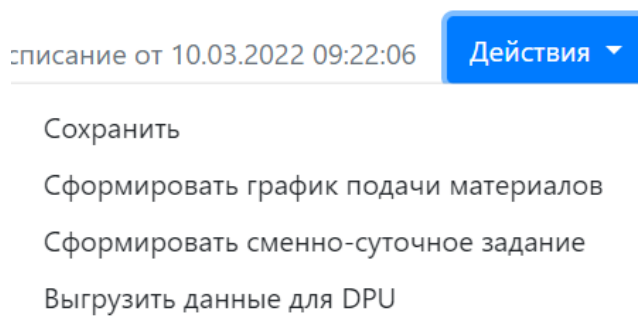 списание от 10.03.2022 09:22:06 Действия
Сохранить
Сформировать график подачи материалов
Сформировать сменно-суточное задание
Выгрузить данные для DPU